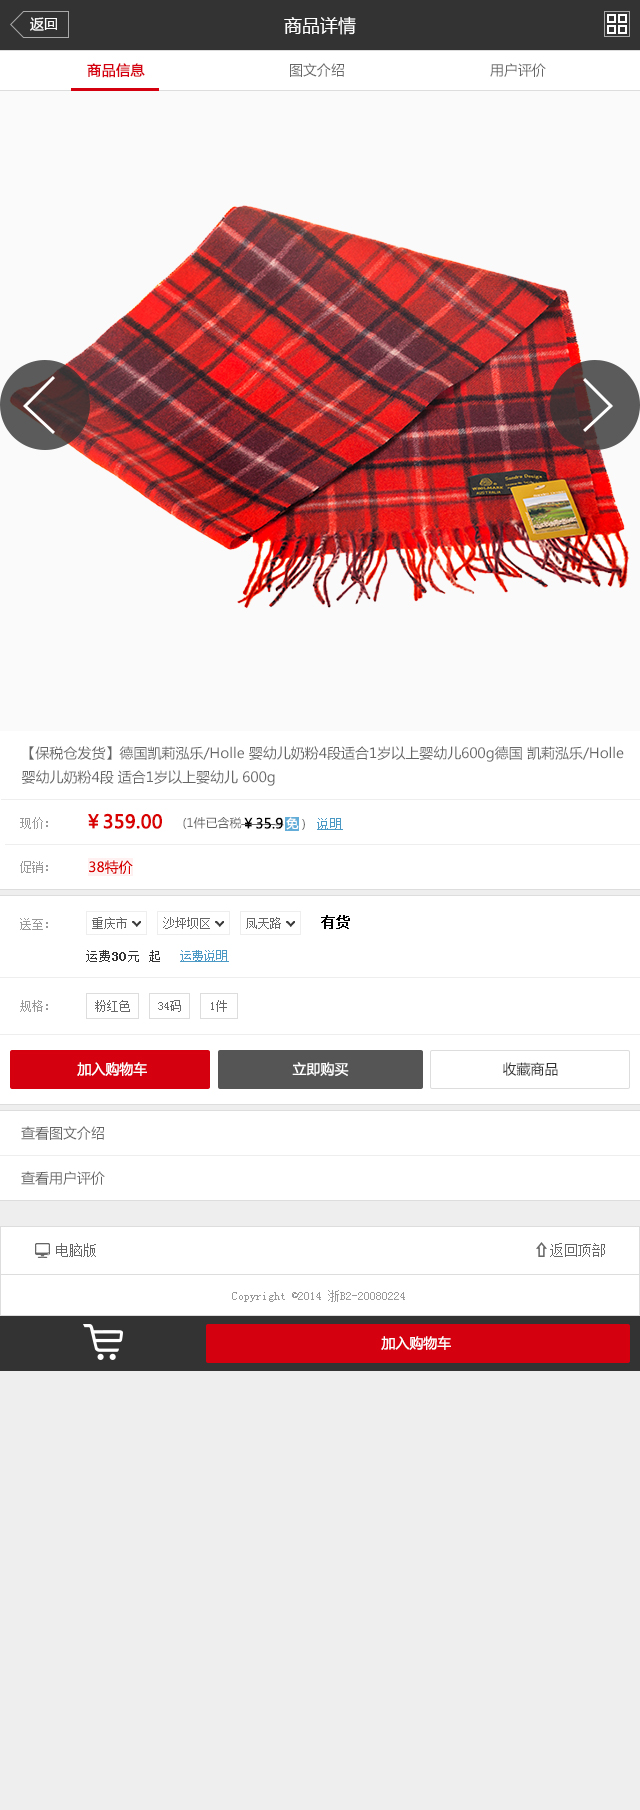 返回
商品详情
商品信息
图文介绍
用户评价
WOOLMARK
AUSTRALIA
Sandro Design
【保税仓发货】德国凯莉泓乐/Holle 婴幼儿奶粉4段适合1岁以上婴幼儿600g德国 凯莉泓乐/Holle
婴幼儿奶粉4段 适合1岁以上婴幼儿 600g
现价： ¥359.00 (1件已含税¥35.9免) 说明
促销： 38特价
送至： 重庆市 沙坪坝区 凤天路 有货
运费30元 起 运费说明
规格： 粉红色 34码 1件
加入购物车
立即购买
收藏商品
查看图文介绍
查看用户评价
电脑版
返回顶部
Copyright ©2014 浙B2-20080224
加入购物车